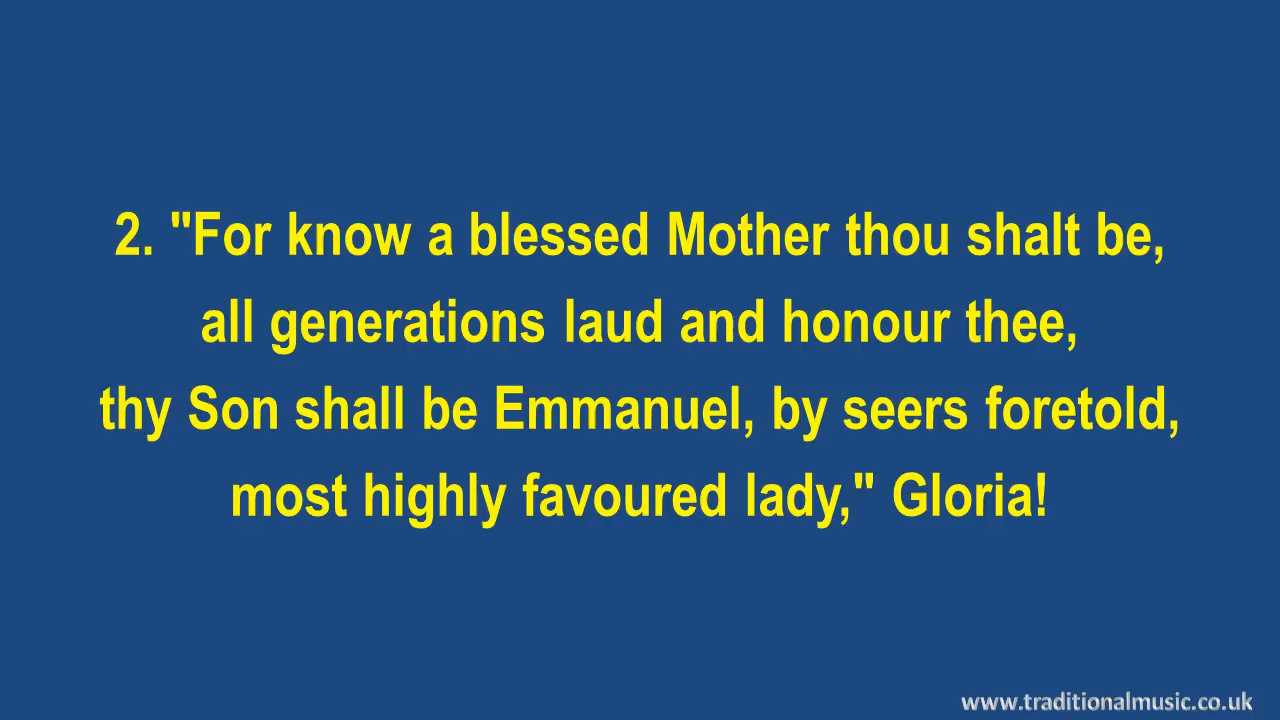 2. "For know a blessed Mother thou shalt be,
all generations laud and honour thee,
thy Son shall be Emmanuel, by seers foretold,
most highly favoured lady," Gloria!
www.traditionalmusic.co.uk